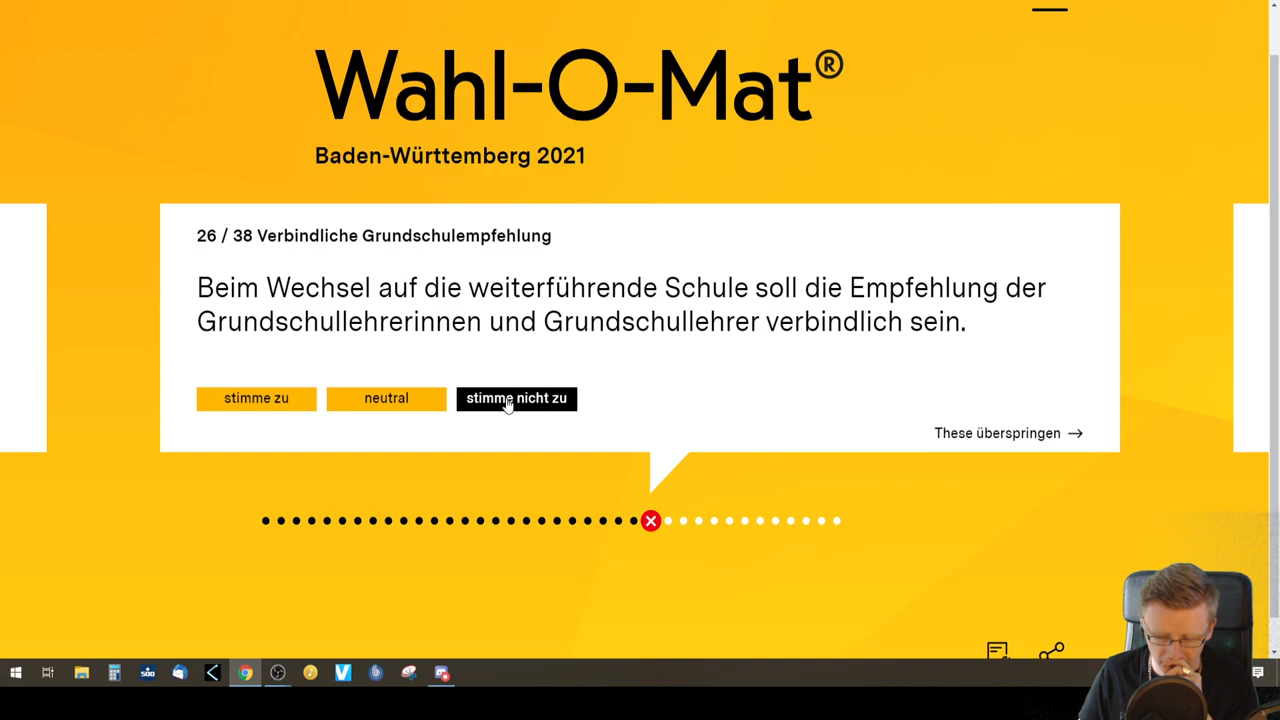 Wahl-O-Mat®
Baden-Württemberg 2021
26 / 38 Verbindliche Grundschulempfehlung
Beim Wechsel auf die weiterführende Schule soll die Empfehlung der
Grundschullehrerinnen und Grundschullehrer verbindlich sein.
stimme zu
neutral
stimme nicht zu
These überspringen →
500